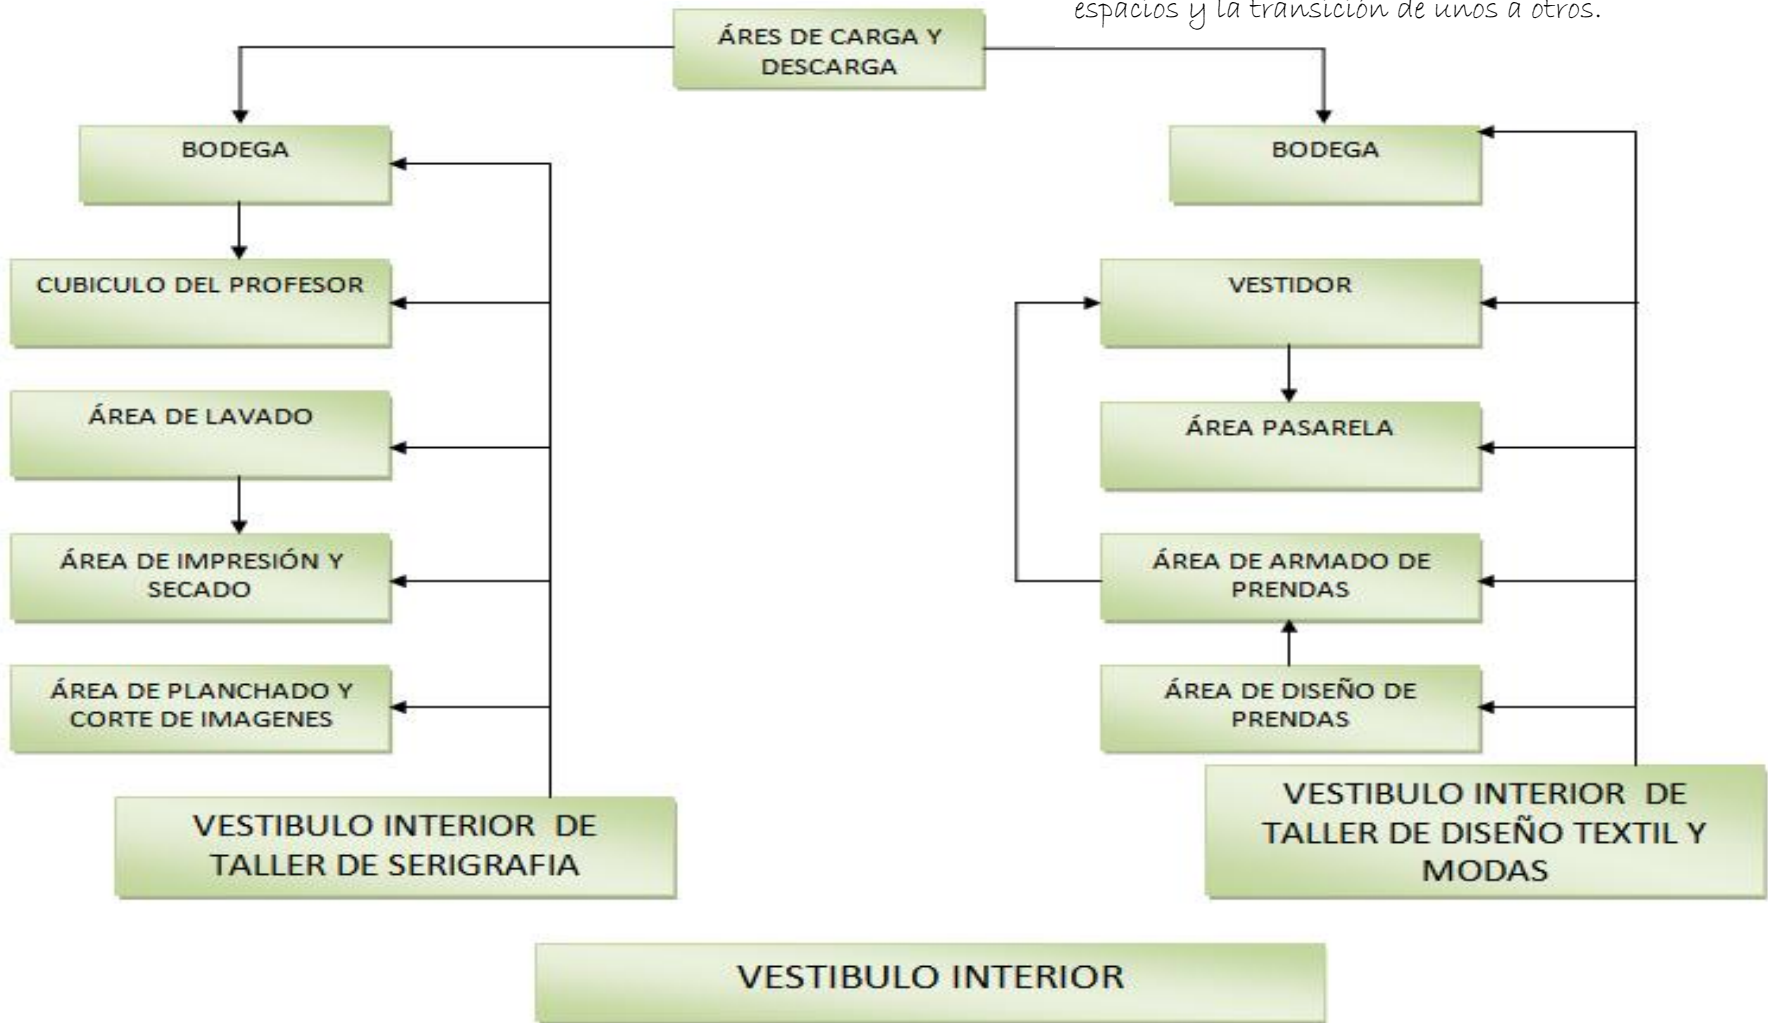 espacios y la transición de unos a otros.
ÁRES DE CARGA Y
DESCARGA
BODEGA
CUBICULO DEL PROFESOR
ÁREA DE LAVADO
ÁREA DE IMPRESIÓN Y
SECADO
ÁREA DE PLANCHADO Y
CORTE DE IMAGENES
VESTIBULO INTERIOR DE
TALLER DE SERIGRAFIA
BODEGA
VESTIDOR
ÁREA PASARELA
ÁREA DE ARMADO DE
PRENDAS
ÁREA DE DISEÑO DE
PRENDAS
VESTIBULO INTERIOR DE
TALLER DE DISEÑO TEXTIL Y
MODAS
VESTIBULO INTERIOR